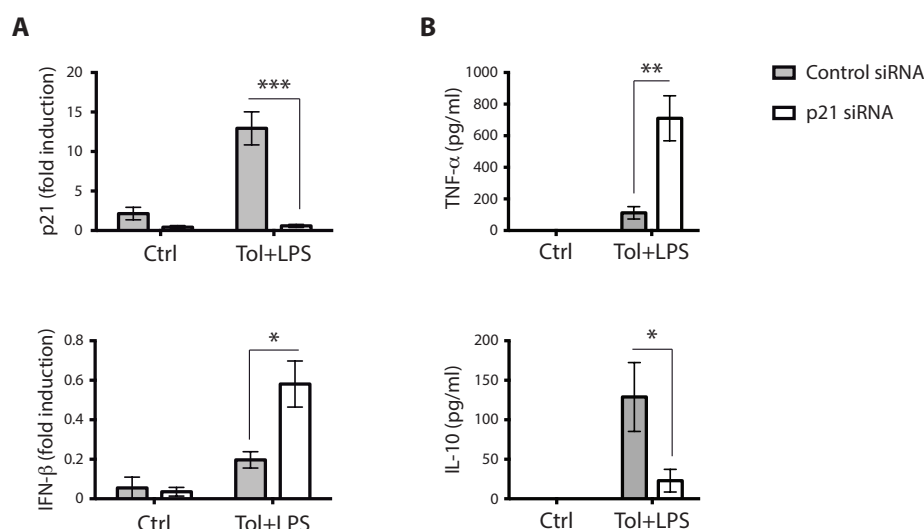 A
B
20
15
10
5
0
p21 (fold induction)
***
Ctrl
Tol+LPS
1000
800
600
400
200
0
TNF-α (pg/ml)
**
Ctrl
Tol+LPS
Control siRNA
p21 siRNA
0.8
0.6
0.4
0.2
0
IFN-β (fold induction)
*
Ctrl
Tol+LPS
200
150
100
50
0
IL-10 (pg/ml)
*
Ctrl
Tol+LPS